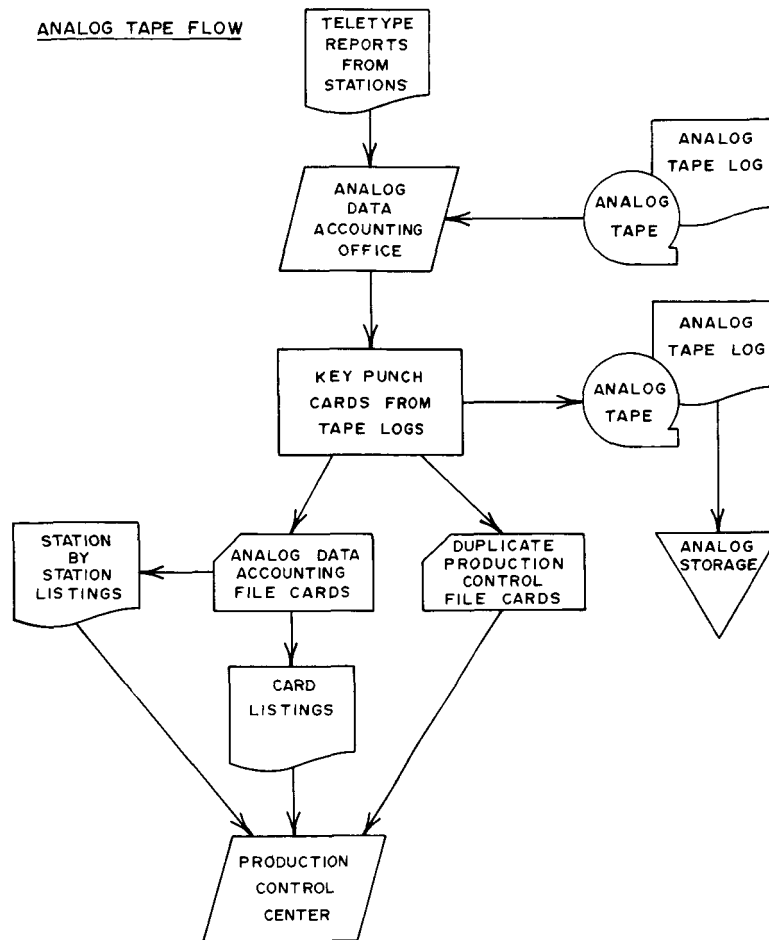 ANALOG TAPE FLOW
TELETYPE
REPORTS
FROM
STATIONS
ANALOG
DATA
ACCOUNTING
OFFICE
ANALOG
TAPE
ANALOG
TAPE LOG
KEY PUNCH
CARDS FROM
TAPE LOGS
ANALOG
TAPE
ANALOG
TAPE LOG
STATION
BY
STATION
LISTINGS
ANALOG DATA
ACCOUNTING
FILE CARDS
DUPLICATE
PRODUCTION
CONTROL
FILE CARDS
ANALOG
STORAGE
CARD
LISTINGS
PRODUCTION
CONTROL
CENTER